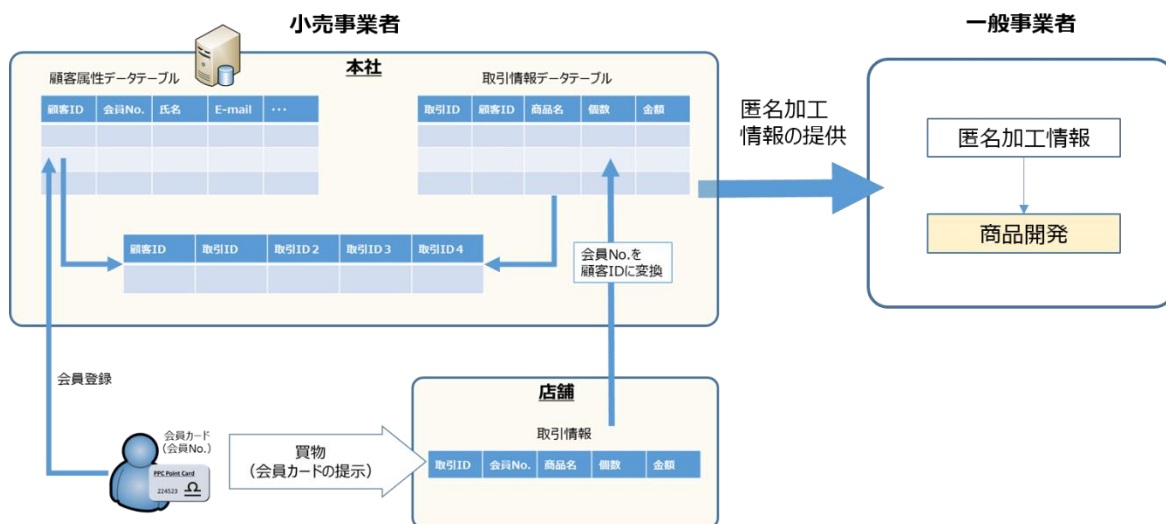 小売事業者
一般事業者
本社
顧客属性データテーブル
取引情報データテーブル
顧客ID 会員No. 氏名 E-mail ･･･
取引ID 顧客ID 商品名 個数 金額
匿名加工
情報の提供
匿名加工情報
商品開発
顧客ID 取引ID 取引ID2 取引ID3 取引ID4
会員No.を
顧客IDに変換
会員登録
店舗
取引情報
取引ID 会員No. 商品名 個数 金額
会員カード
(会員No.)
PPC Point Card
224523
買物
(会員カードの提示)